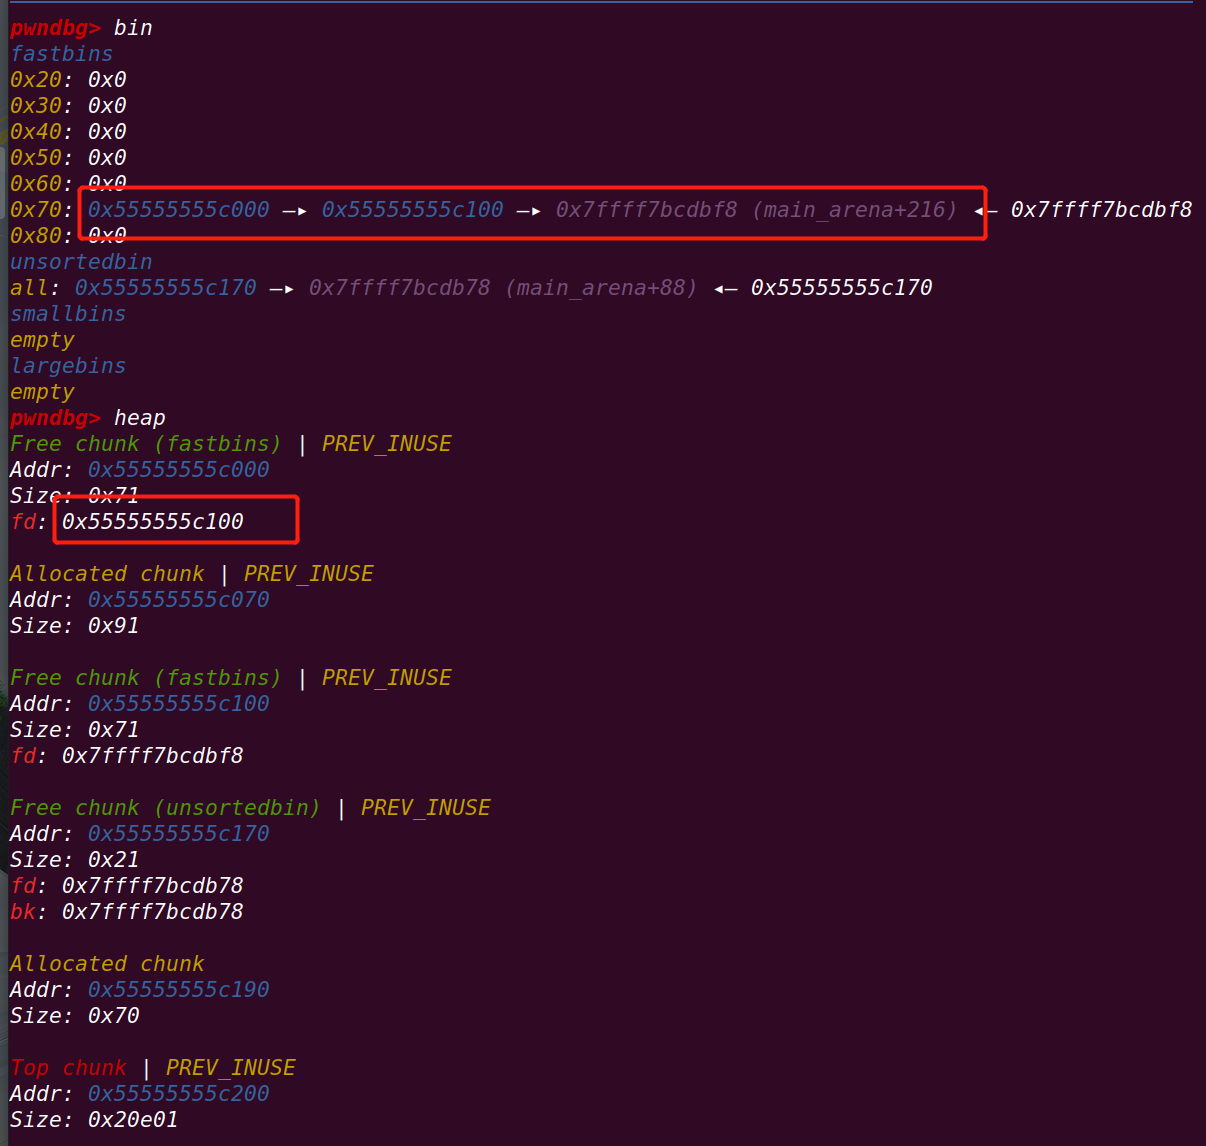 pwndbg> bin
fastbins
0x20: 0x0
0x30: 0x0
0x40: 0x0
0x50: 0x0
0x60: 0x0
0x70: 0x55555555c000 —▸ 0x55555555c100 —▸ 0x7ffff7bcdbf8 (main_arena+216) ◂— 0x7ffff7bcdbf8
0x80: 0x0
unsortedbin
all: 0x55555555c170 —▸ 0x7ffff7bcdb78 (main_arena+88) ◂— 0x55555555c170
smallbins
empty
largebins
empty
pwndbg> heap
Free chunk (fastbins) | PREV_INUSE
Addr: 0x55555555c000
Size: 0x71
fd: 0x55555555c100
Allocated chunk | PREV_INUSE
Addr: 0x55555555c070
Size: 0x91
Free chunk (fastbins) | PREV_INUSE
Addr: 0x55555555c100
Size: 0x71
fd: 0x7ffff7bcdbf8
Free chunk (unsortedbin) | PREV_INUSE
Addr: 0x55555555c170
Size: 0x21
fd: 0x7ffff7bcdb78
bk: 0x7ffff7bcdb78
Allocated chunk
Addr: 0x55555555c190
Size: 0x70
Top chunk | PREV_INUSE
Addr: 0x55555555c200
Size: 0x20e01